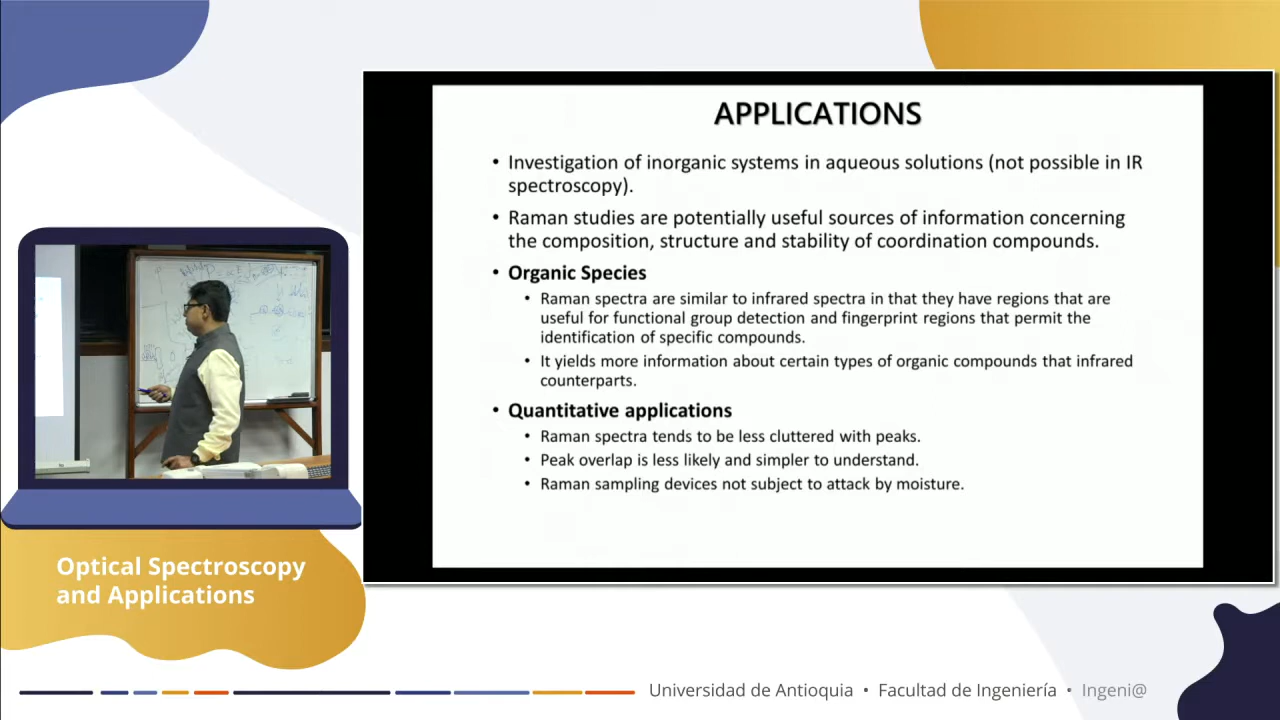 APPLICATIONS
• Investigation of inorganic systems in aqueous solutions (not possible in IR
spectroscopy).
• Raman studies are potentially useful sources of information concerning
the composition, structure and stability of coordination compounds.
• Organic Species
• Raman spectra are similar to infrared spectra in that they have regions that are
useful for functional group detection and fingerprint regions that permit the
identification of specific compounds.
• It yields more information about certain types of organic compounds that infrared
counterparts.
• Quantitative applications
• Raman spectra tends to be less cluttered with peaks.
• Peak overlap is less likely and simpler to understand.
• Raman sampling devices not subject to attack by moisture.
Optical Spectroscopy
and Applications
Universidad de Antioquia • Facultad de Ingeniería • Ingeni@